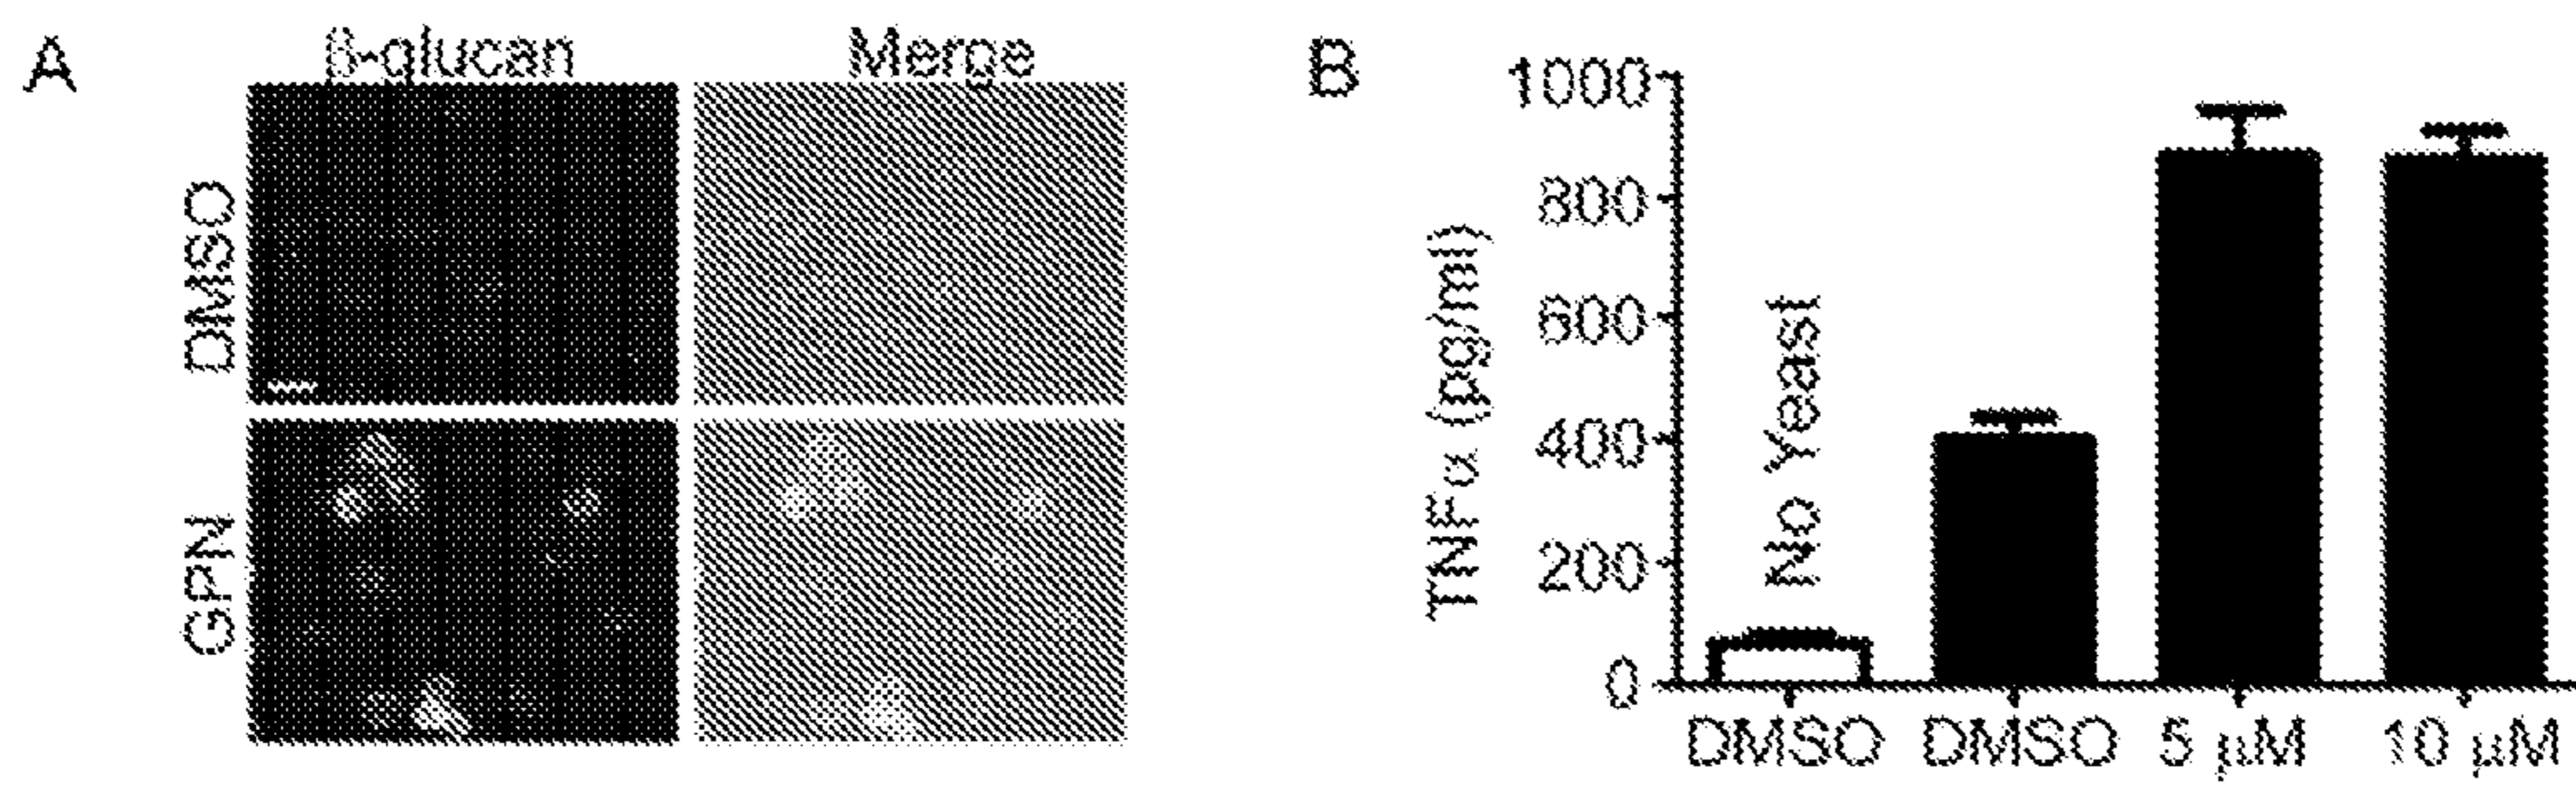 A
β-glucan
Merge
DMSO
GPN
B
TNFα (pg/ml)
1000
800
600
400
200
0
No Yeast
DMSO
DMSO
5 μM
10 μM